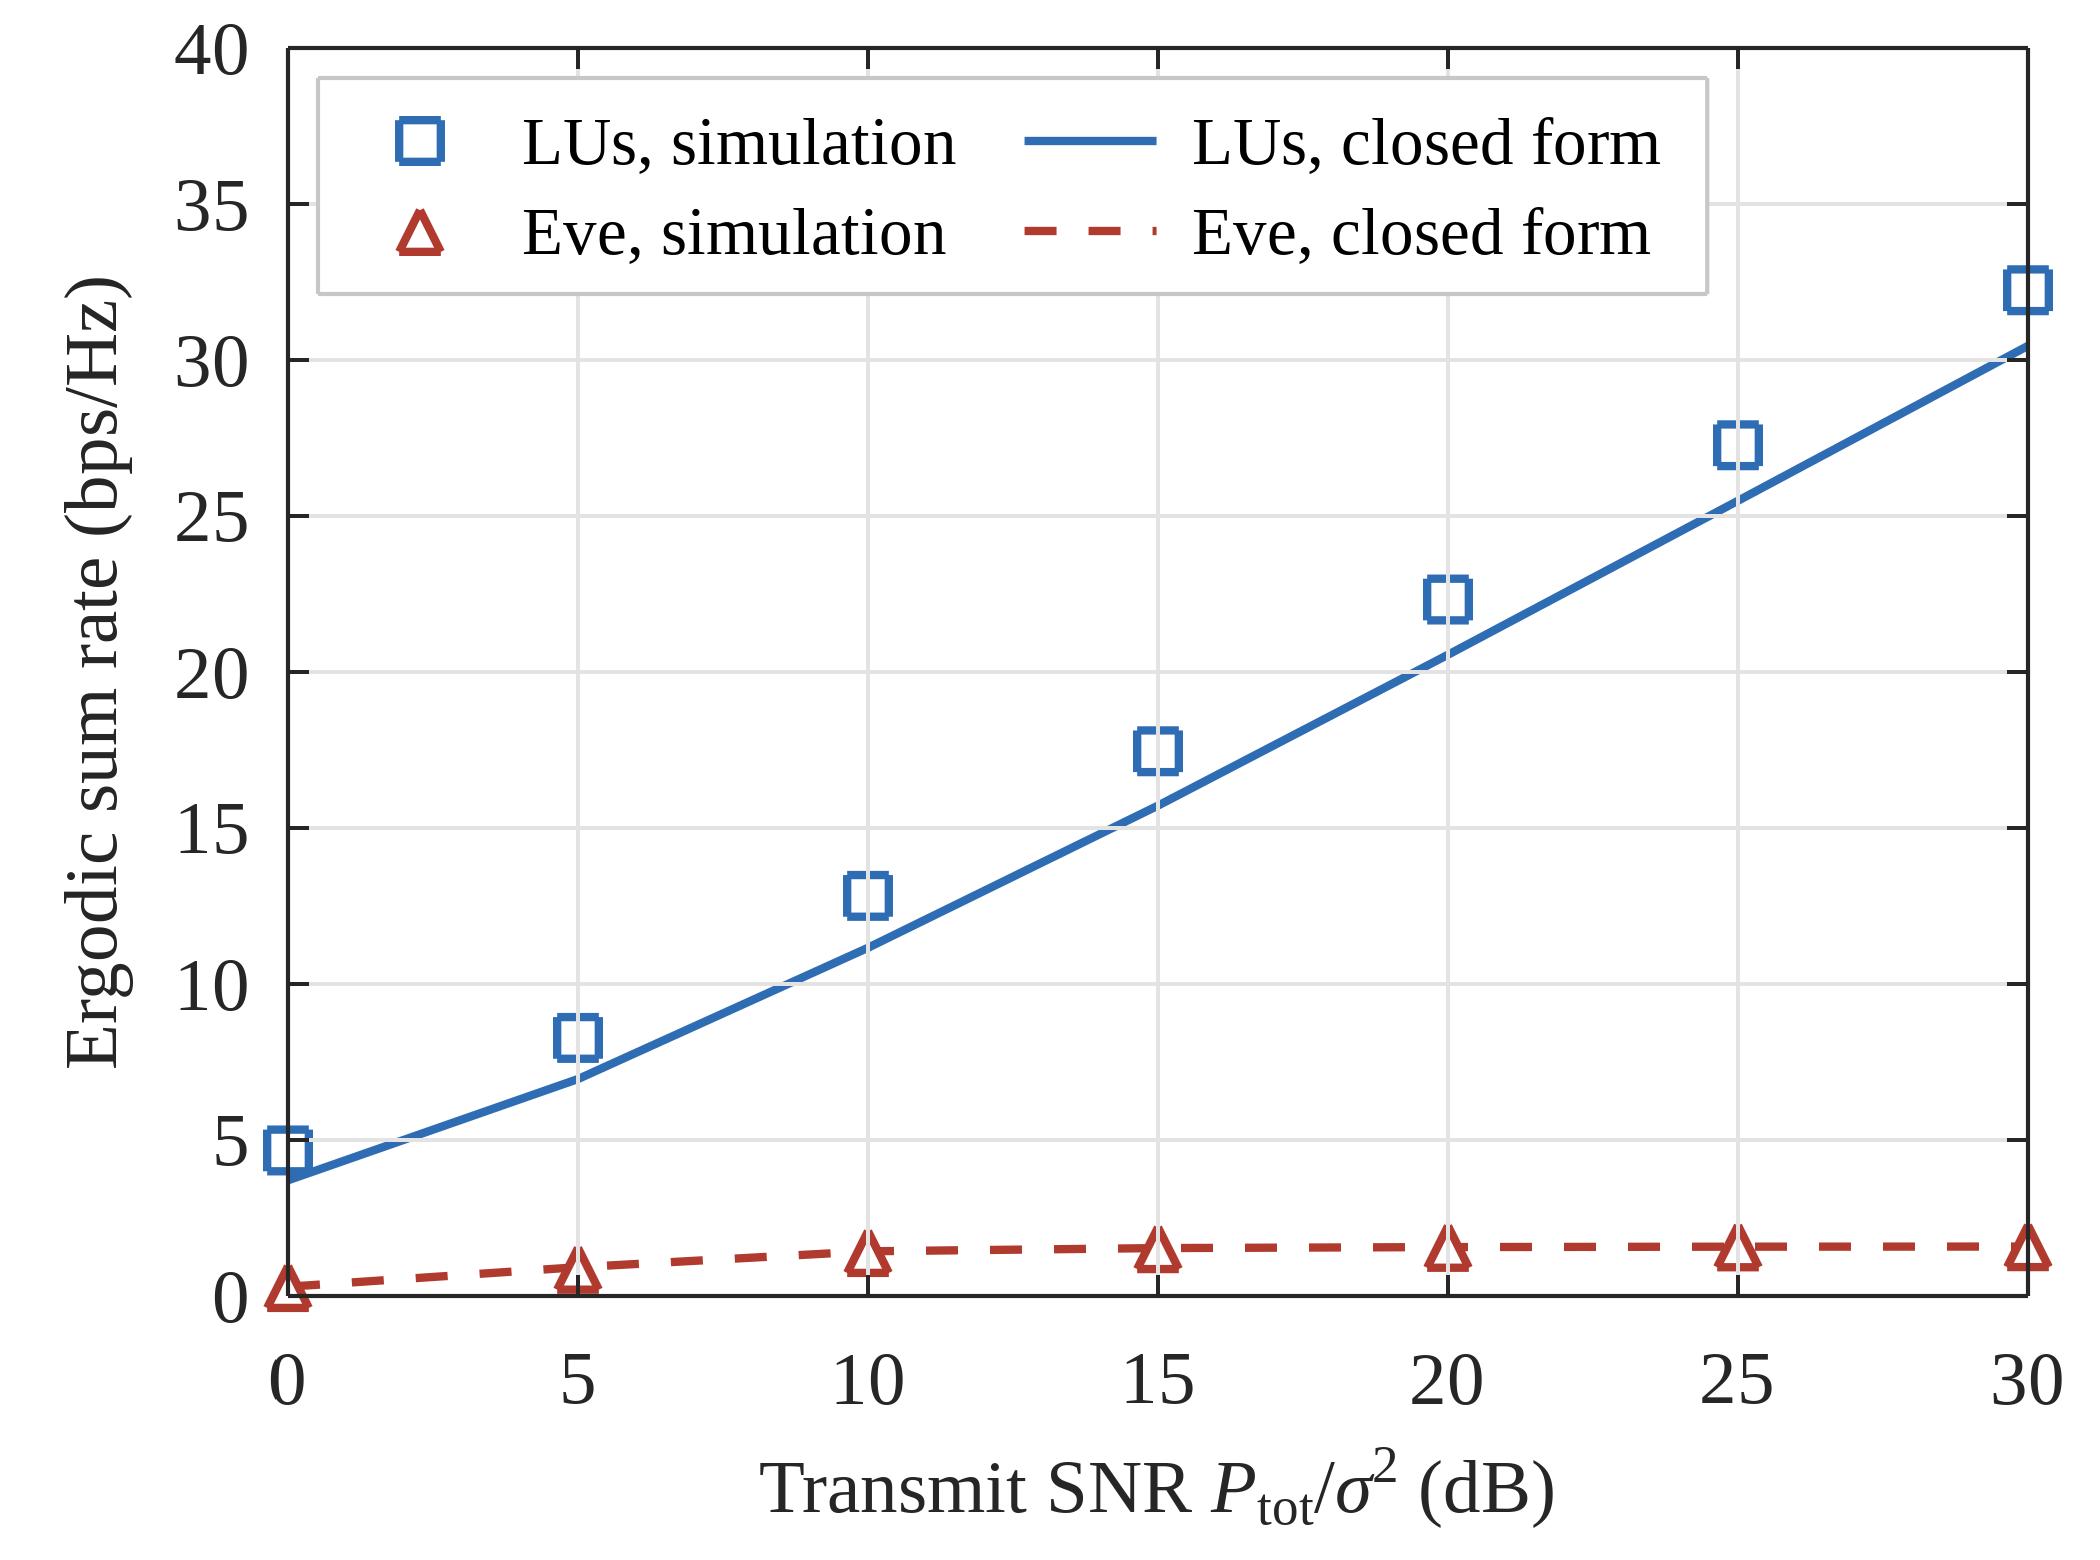 40
35
30
25
20
15
10
5
0
Ergodic sum rate (bps/Hz)
LUs, simulation LUs, closed form
Eve, simulation Eve, closed form
0 5 10 15 20 25 30
Transmit SNR P_tot/σ² (dB)